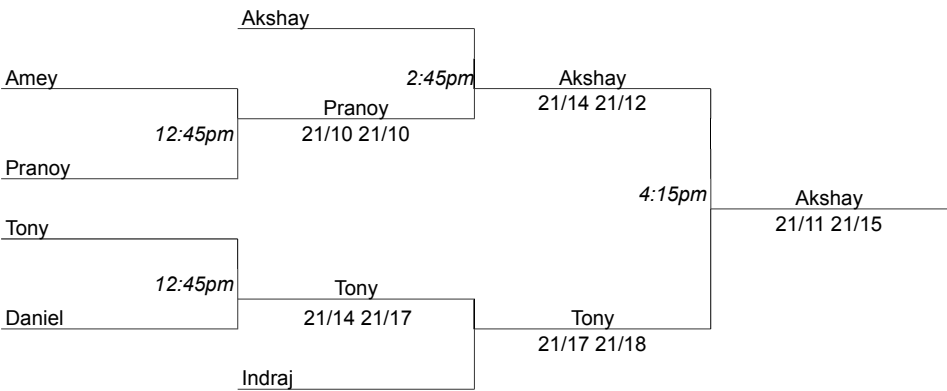 Akshay
Amey
2:45pm
Akshay
Pranoy
21/14 21/12
12:45pm
21/10 21/10
Pranoy
4:15pm
Akshay
Tony
21/11 21/15
12:45pm
Tony
Daniel
21/14 21/17
Tony
21/17 21/18
Indraj